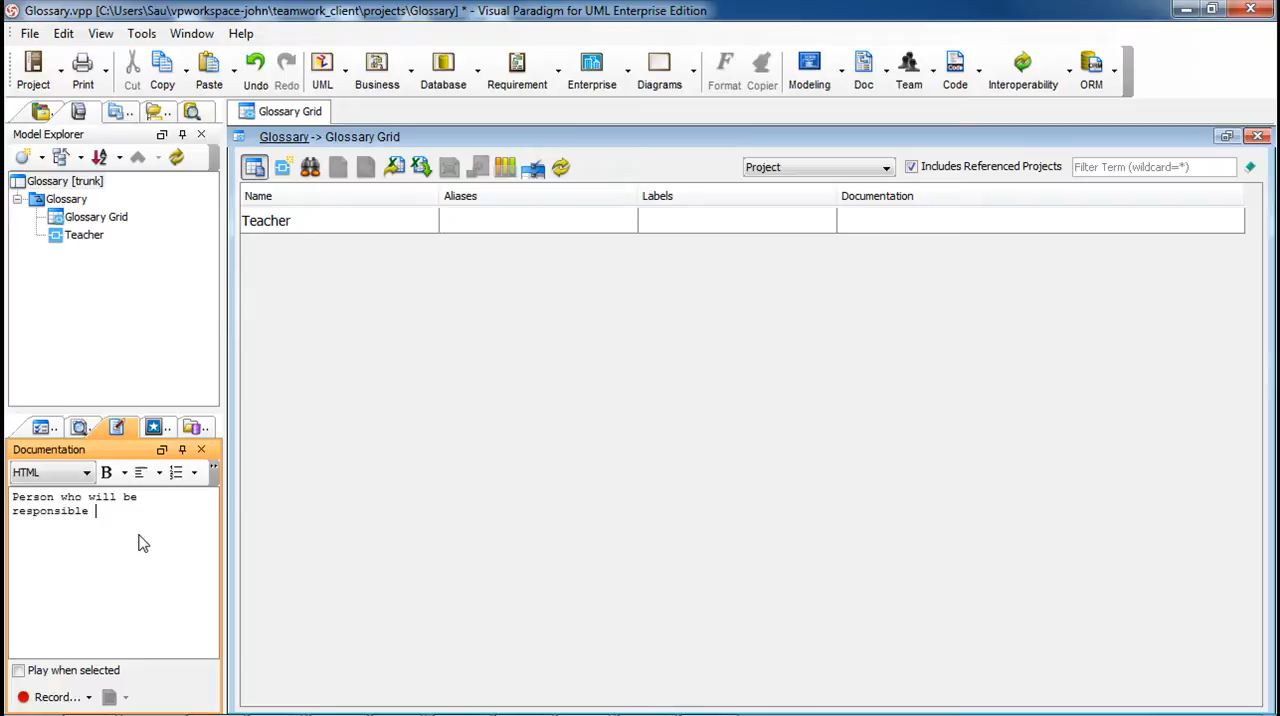 Glossary.vpp [C:\Users\Sau\vpworkspace-john\teamwork_client\projects\Glossary] * - Visual Paradigm for UML Enterprise Edition
File Edit View Tools Window Help
Project Print Cut Copy Paste Undo Redo UML Business Database Requirement Enterprise Diagrams Format Copier Modeling Doc Team Code Interoperability ORM
Glossary Grid
Model Explorer
Glossary -> Glossary Grid
Project Includes Referenced Projects Filter Term (wildcard=*)
Glossary [trunk]
Glossary
Glossary Grid
Teacher
Name Aliases Labels Documentation
Teacher
Documentation
HTML B
Person who will be
responsible
Play when selected
Record...